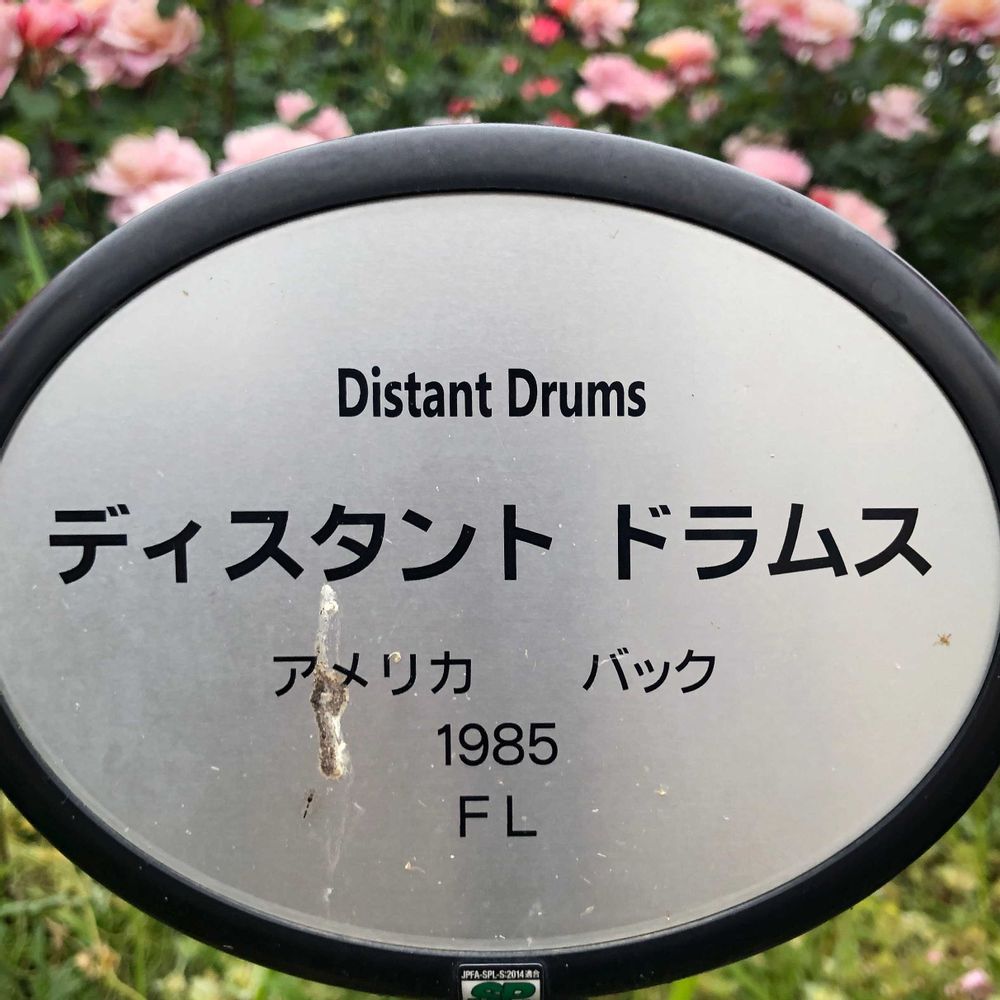 Distant Drums
ディスタント ドラムス
アメリカ バック
1985
FL
JPFA-SPL-S:2014適合
SP